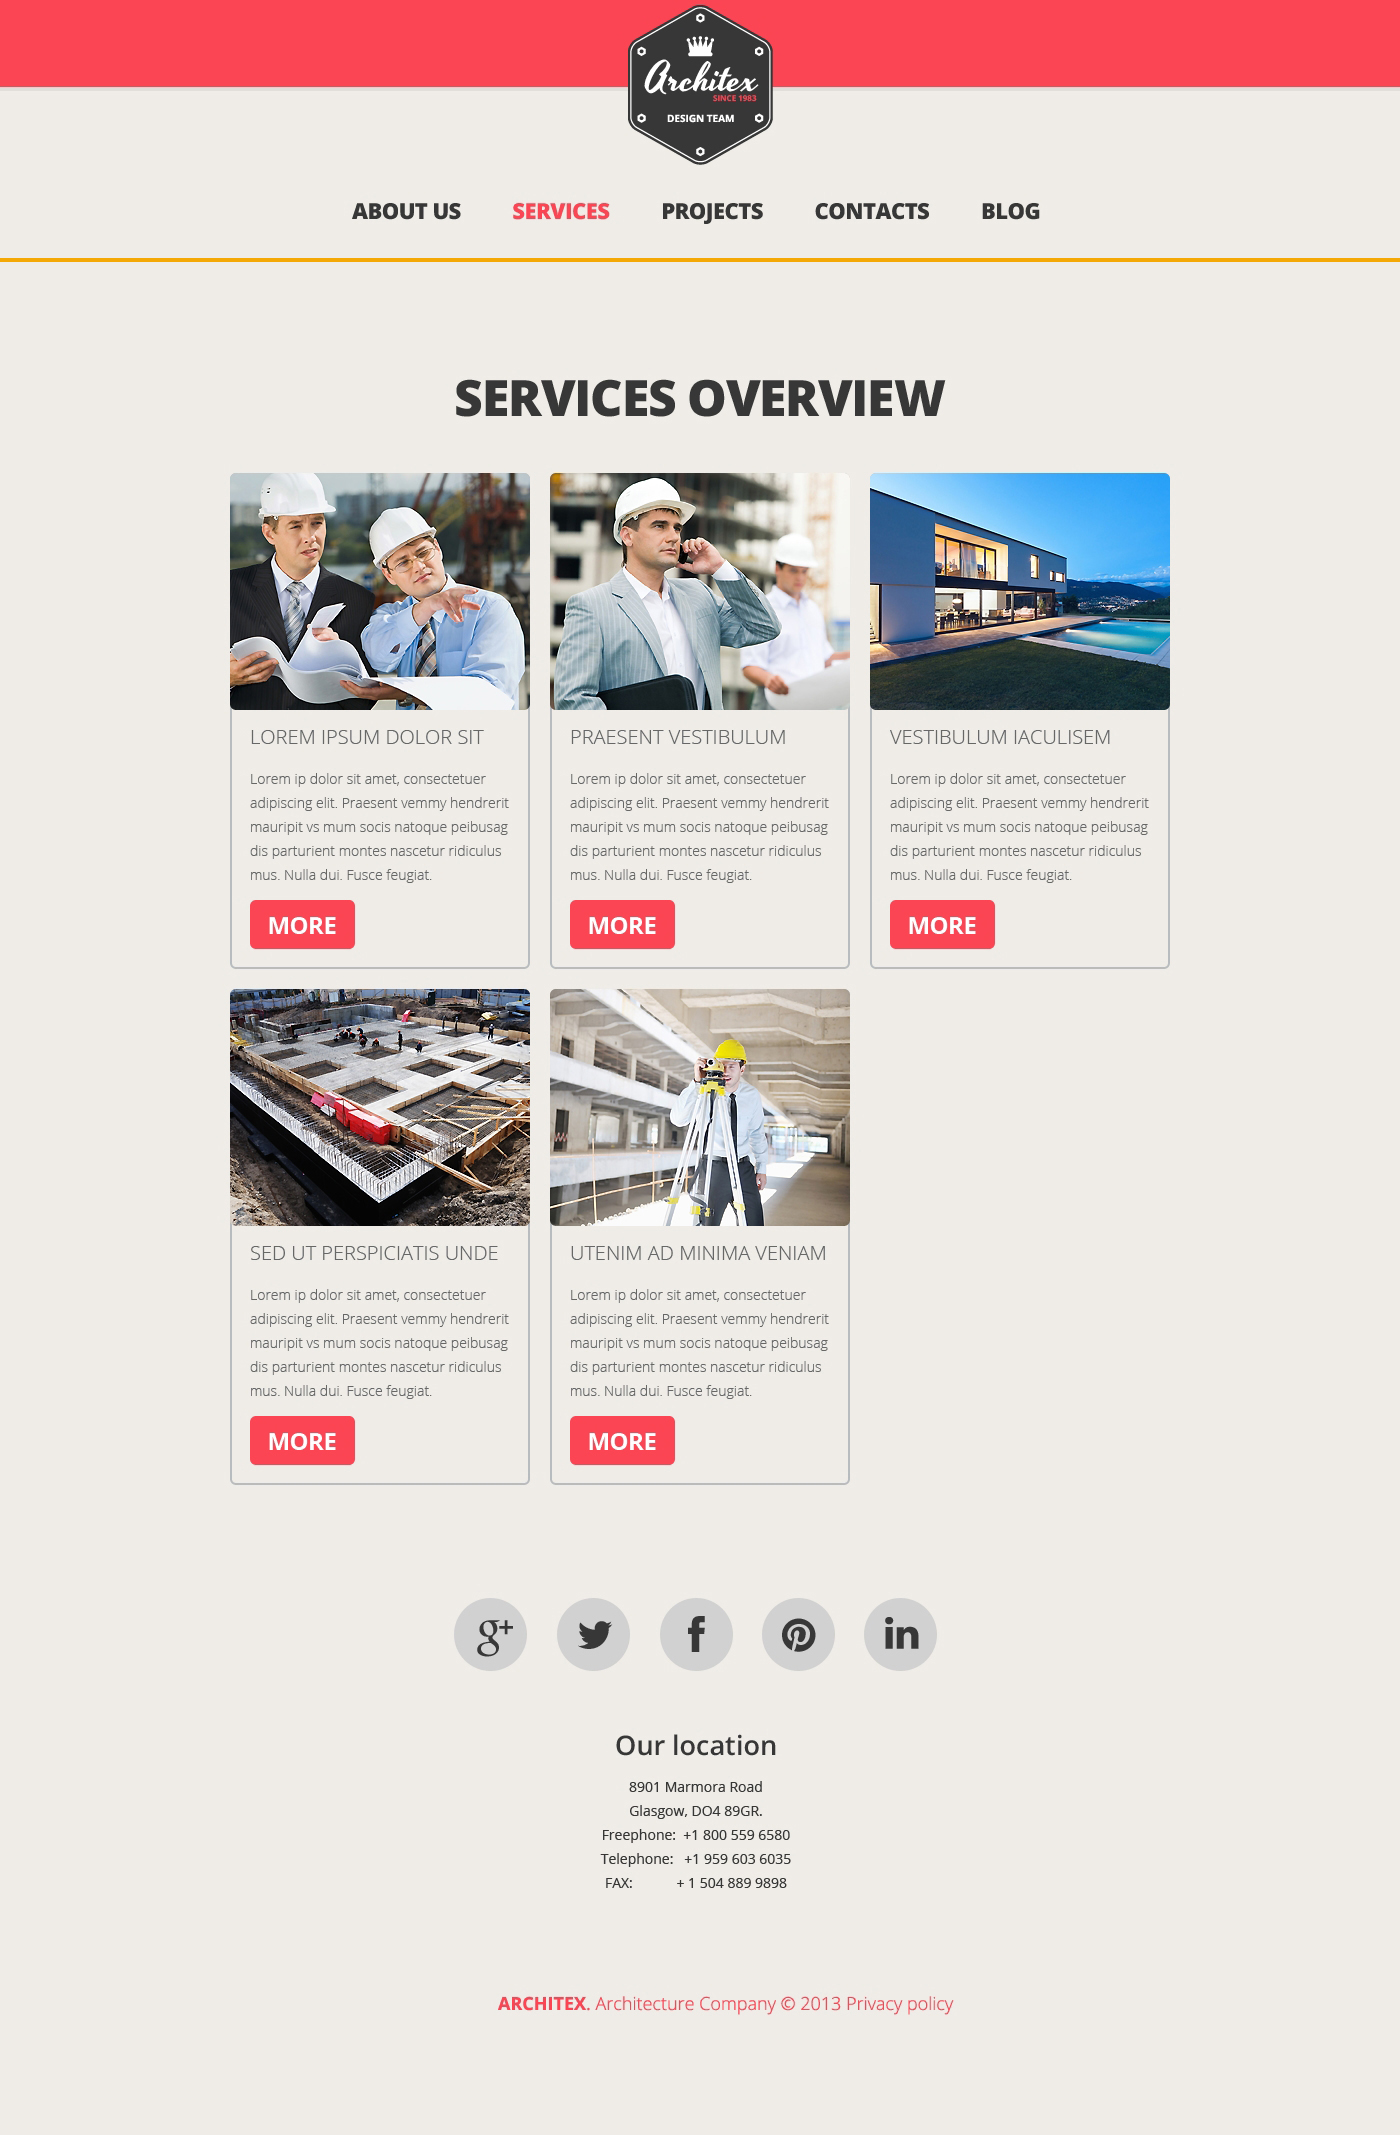 Architex
SINCE 1983
DESIGN TEAM
ABOUT US SERVICES PROJECTS CONTACTS BLOG
SERVICES OVERVIEW
LOREM IPSUM DOLOR SIT
Lorem ip dolor sit amet, consectetuer
adipiscing elit. Praesent vemmy hendrerit
mauripit vs mum socis natoque peibusag
dis parturient montes nascetur ridiculus
mus. Nulla dui. Fusce feugiat.
MORE
PRAESENT VESTIBULUM
Lorem ip dolor sit amet, consectetuer
adipiscing elit. Praesent vemmy hendrerit
mauripit vs mum socis natoque peibusag
dis parturient montes nascetur ridiculus
mus. Nulla dui. Fusce feugiat.
MORE
VESTIBULUM IACULISEM
Lorem ip dolor sit amet, consectetuer
adipiscing elit. Praesent vemmy hendrerit
mauripit vs mum socis natoque peibusag
dis parturient montes nascetur ridiculus
mus. Nulla dui. Fusce feugiat.
MORE
SED UT PERSPICIATIS UNDE
Lorem ip dolor sit amet, consectetuer
adipiscing elit. Praesent vemmy hendrerit
mauripit vs mum socis natoque peibusag
dis parturient montes nascetur ridiculus
mus. Nulla dui. Fusce feugiat.
MORE
UTENIM AD MINIMA VENIAM
Lorem ip dolor sit amet, consectetuer
adipiscing elit. Praesent vemmy hendrerit
mauripit vs mum socis natoque peibusag
dis parturient montes nascetur ridiculus
mus. Nulla dui. Fusce feugiat.
MORE
g+ f in
Our location
8901 Marmora Road
Glasgow, DO4 89GR.
Freephone: +1 800 559 6580
Telephone: +1 959 603 6035
FAX: + 1 504 889 9898
ARCHITEX. Architecture Company © 2013 Privacy policy